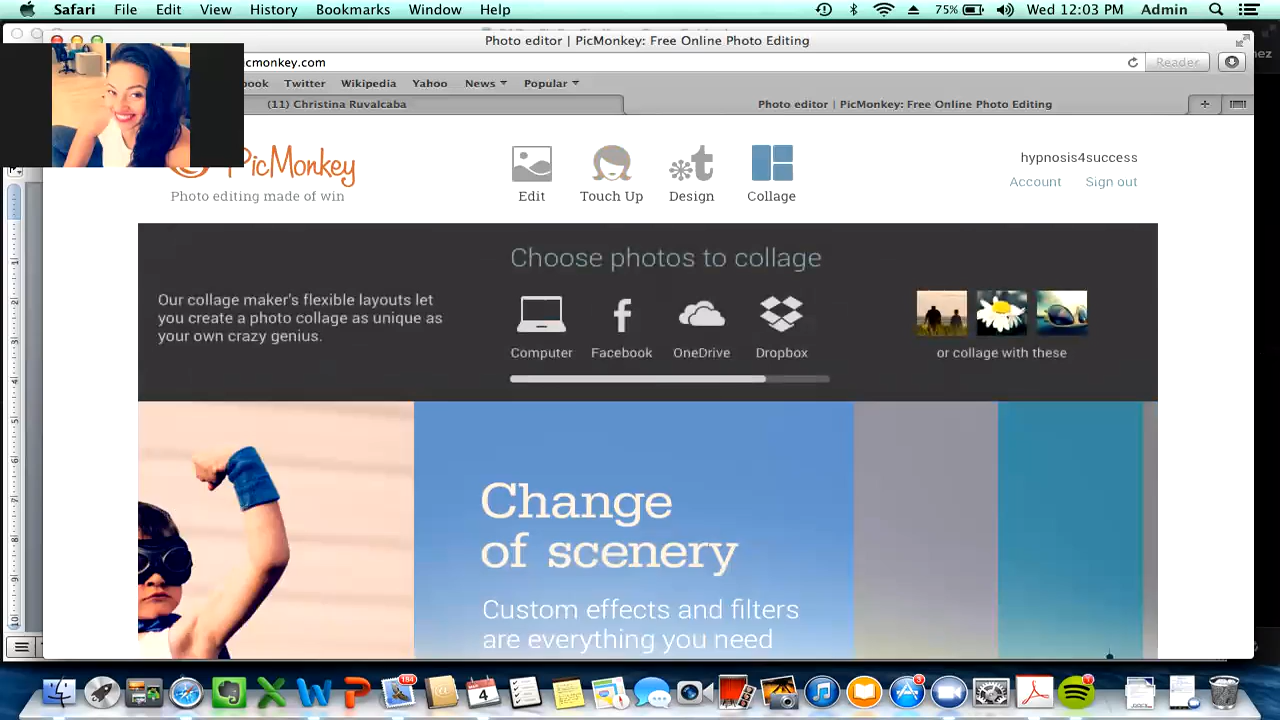 Safari File Edit View History Bookmarks Window Help 75% Wed 12:03 PM Admin
Photo editor | PicMonkey: Free Online Photo Editing
cmonkey.com Reader
book Twitter Wikipedia Yahoo News Popular
(11) Christina Ruvalcaba Photo editor | PicMonkey: Free Online Photo Editing
PicMonkey
Photo editing made of win
Edit Touch Up Design Collage
hypnosis4success
Account Sign out
Choose photos to collage
Our collage maker's flexible layouts let
you create a photo collage as unique as
your own crazy genius.
Computer Facebook OneDrive Dropbox
or collage with these
Change
of scenery
Custom effects and filters
are everything you need
184
4
3